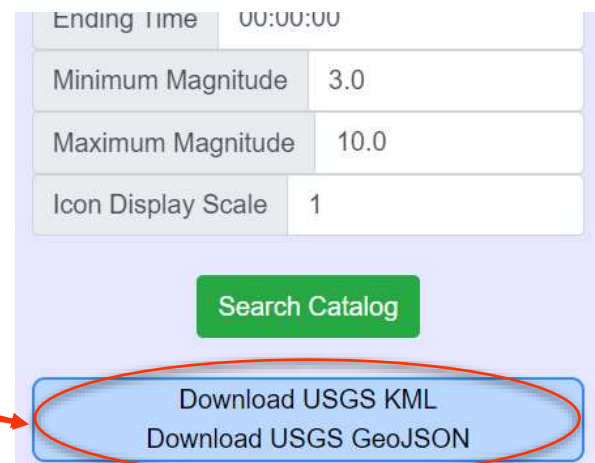 Ending Time 00:00:00
Minimum Magnitude 3.0
Maximum Magnitude 10.0
Icon Display Scale 1
Search Catalog
Download USGS KML
Download USGS GeoJSON